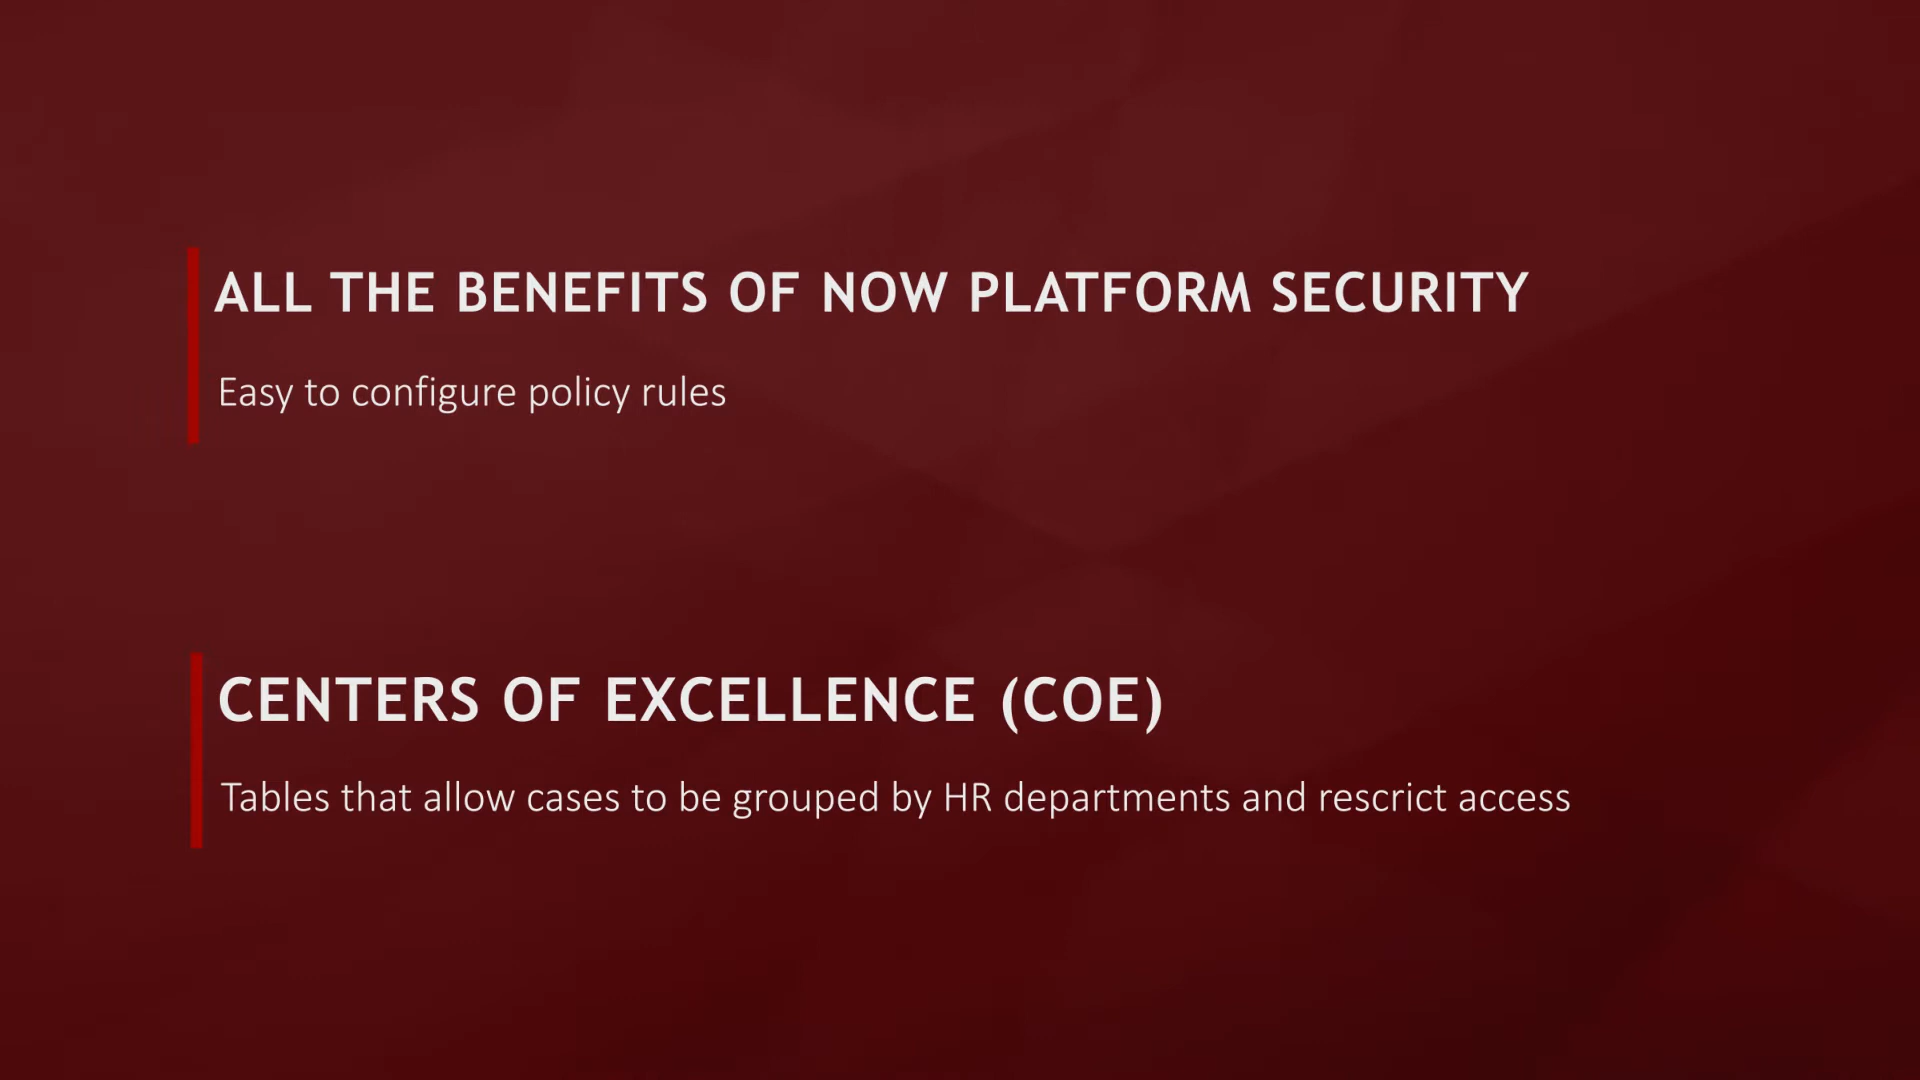 ALL THE BENEFITS OF NOW PLATFORM SECURITY
Easy to configure policy rules
CENTERS OF EXCELLENCE (COE)
Tables that allow cases to be grouped by HR departments and rescrict access